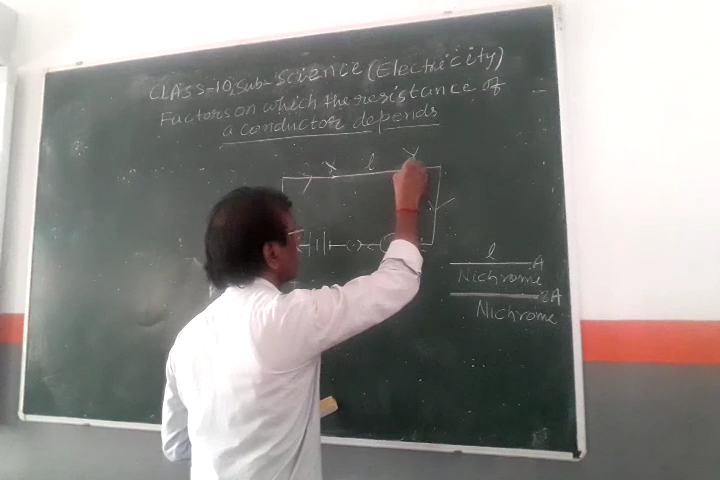 CLASS-10, Sub- Science (Electricity)
Factors on which the resistance of
a conductor depends
X l Y
l A
Nichrome
2A
Nichrome